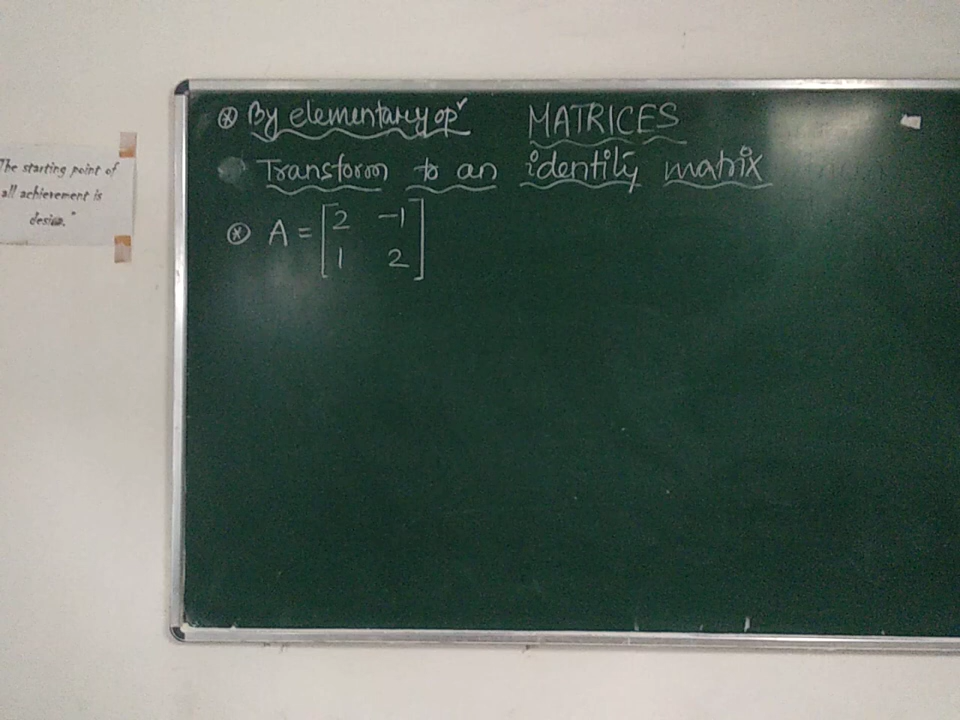 The starting point of
all achievement is
desire."
⊛ By elementary opⁿ MATRICES
Transform to an identity matrix
⊛ A = [2 -1
1 2]